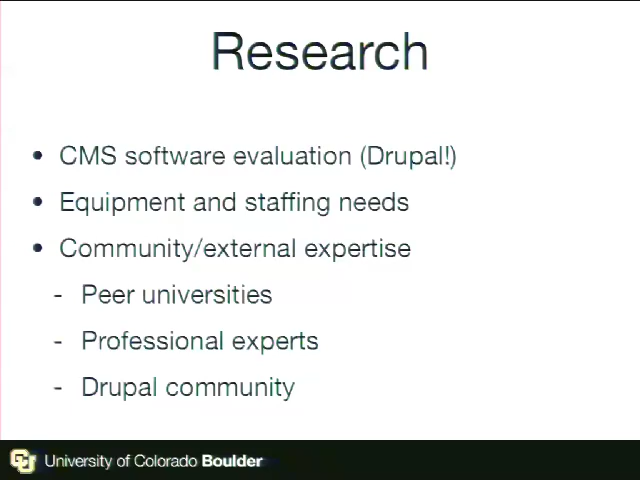 Research
• CMS software evaluation (Drupal!)
• Equipment and staffing needs
• Community/external expertise
- Peer universities
- Professional experts
- Drupal community
CU University of Colorado Boulder